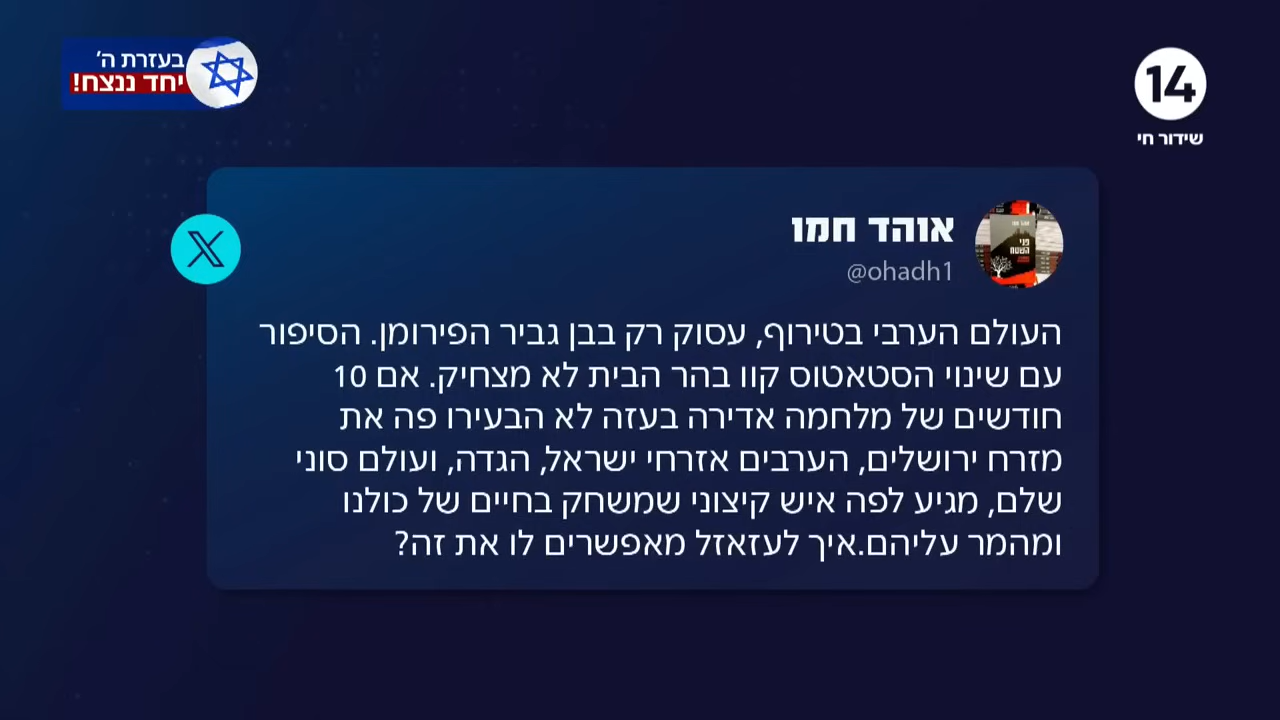 בעזרת ה'
יחד ננצח!
14
שידור חי
אוהד חמו
@ohadh1
העולם הערבי בטירוף, עסוק רק בבן גביר הפירומן. הסיפור
עם שינוי הסטאטוס קוו בהר הבית לא מצחיק. אם 10
חודשים של מלחמה אדירה בעזה לא הבעירו פה את
מזרח ירושלים, הערבים אזרחי ישראל, הגדה, ועולם סוני
שלם, מגיע לפה איש קיצוני שמשחק בחיים של כולנו
ומהמר עליהם.איך לעזאזל מאפשרים לו את זה?
פני
השטח